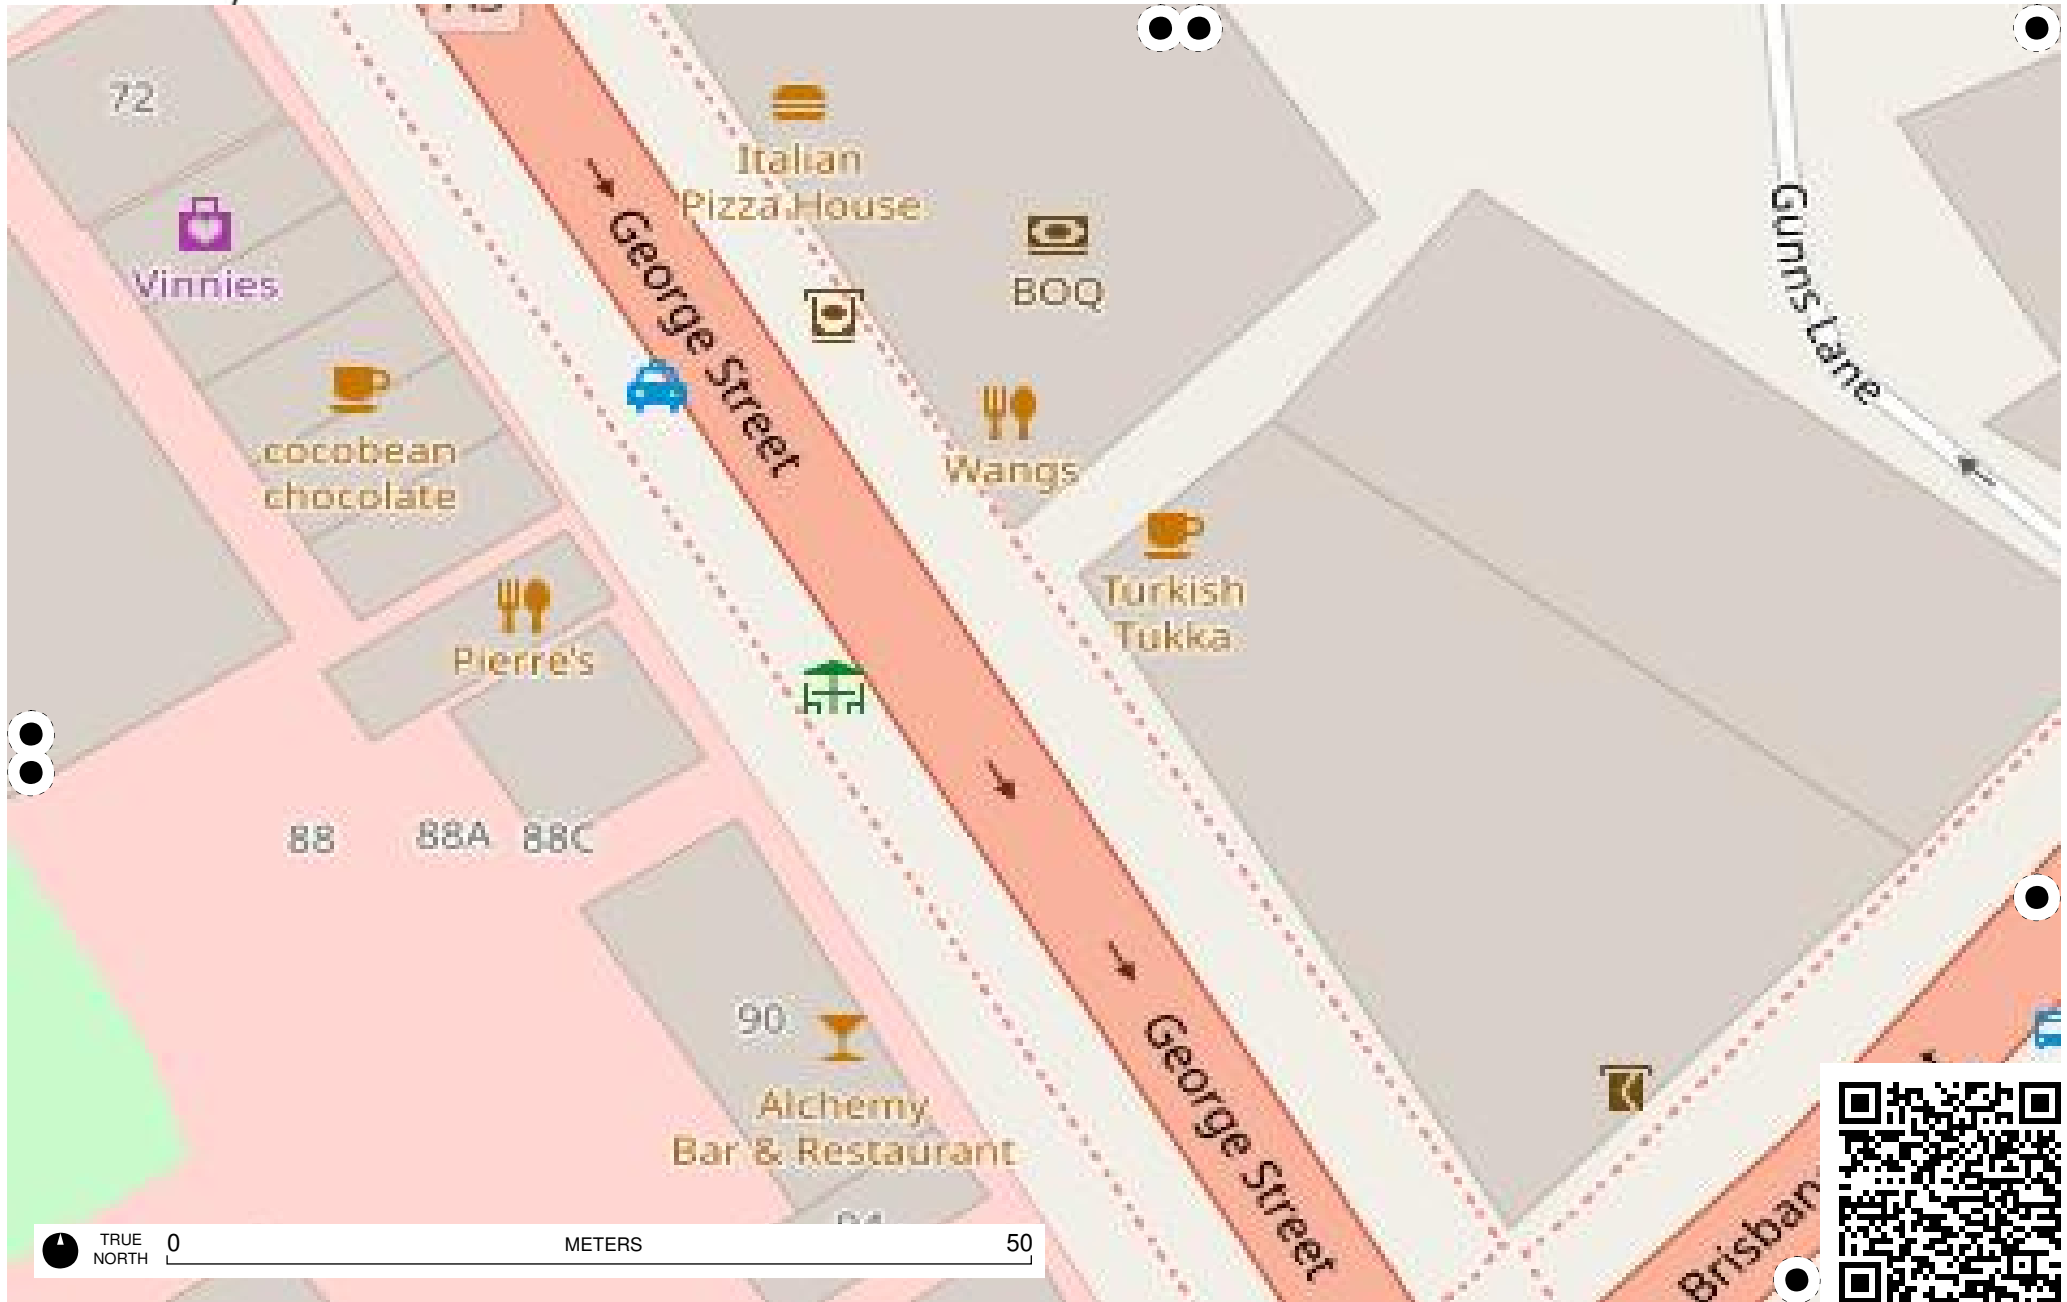 72
Italian
Pizza House
Vinnies
BOQ
George Street
Gunns Lane
cocobean
chocolate
Wangs
Turkish
Tukka
Pierre's
88
88A
88C
90
Alchemy
Bar & Restaurant
George Street
TRUE
NORTH
0
METERS
50